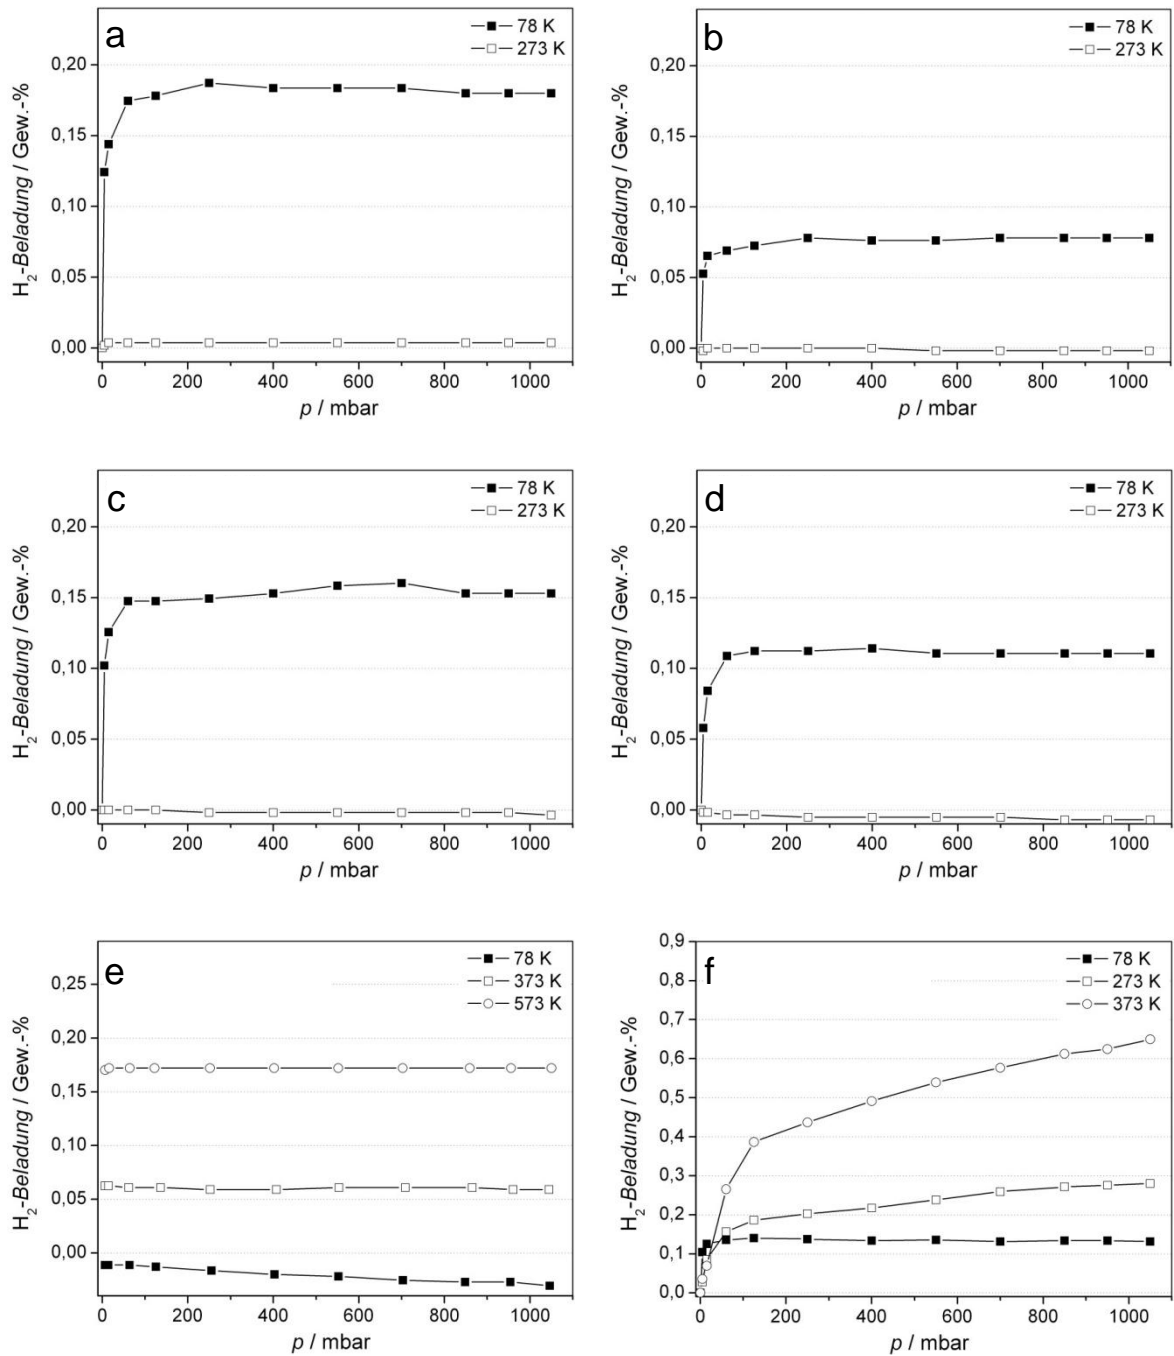 a
78 K
273 K
0,20
0,15
0,10
0,05
0,00
H₂-Beladung / Gew.-%
0 200 400 600 800 1000
p / mbar
b
78 K
273 K
0,20
0,15
0,10
0,05
0,00
H₂-Beladung / Gew.-%
0 200 400 600 800 1000
p / mbar
c
78 K
273 K
0,20
0,15
0,10
0,05
0,00
H₂-Beladung / Gew.-%
0 200 400 600 800 1000
p / mbar
d
78 K
273 K
0,20
0,15
0,10
0,05
0,00
H₂-Beladung / Gew.-%
0 200 400 600 800 1000
p / mbar
e
78 K
373 K
573 K
0,25
0,20
0,15
0,10
0,05
0,00
H₂-Beladung / Gew.-%
0 200 400 600 800 1000
p / mbar
f
78 K
273 K
373 K
0,9
0,8
0,7
0,6
0,5
0,4
0,3
0,2
0,1
0,0
H₂-Beladung / Gew.-%
0 200 400 600 800 1000
p / mbar